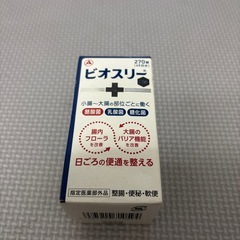 270錠
ビオスリー
小腸〜大腸の部位ごとに働く
酪酸菌 乳酸菌 糖化菌
腸内フローラを改善
大腸のバリア機能を改善
日ごろの便通を整える
指定医薬部外品 整腸・便秘・軟便